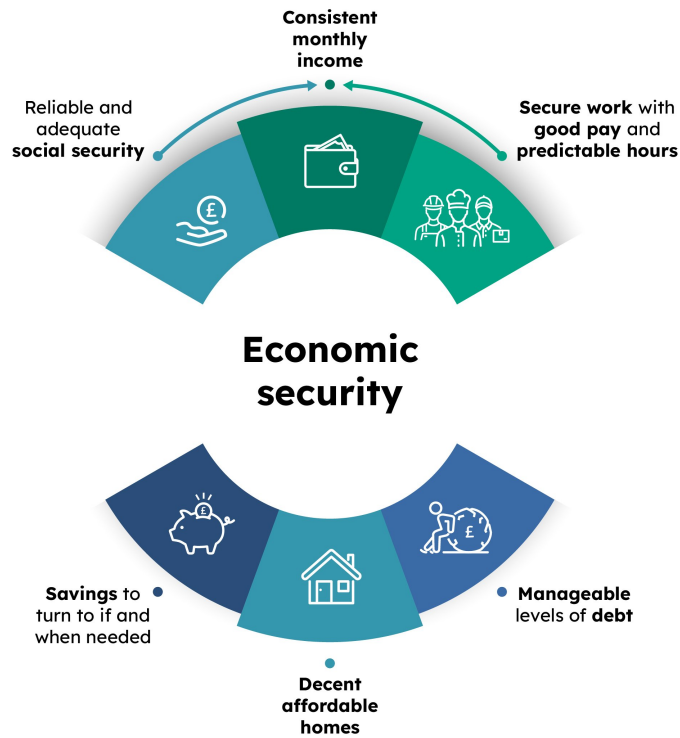 Consistent
monthly
income
Reliable and
adequate
social security
Secure work with
good pay and
predictable hours
£
Economic
security
£
£
Savings to
turn to if and
when needed
Manageable
levels of debt
Decent
affordable
homes